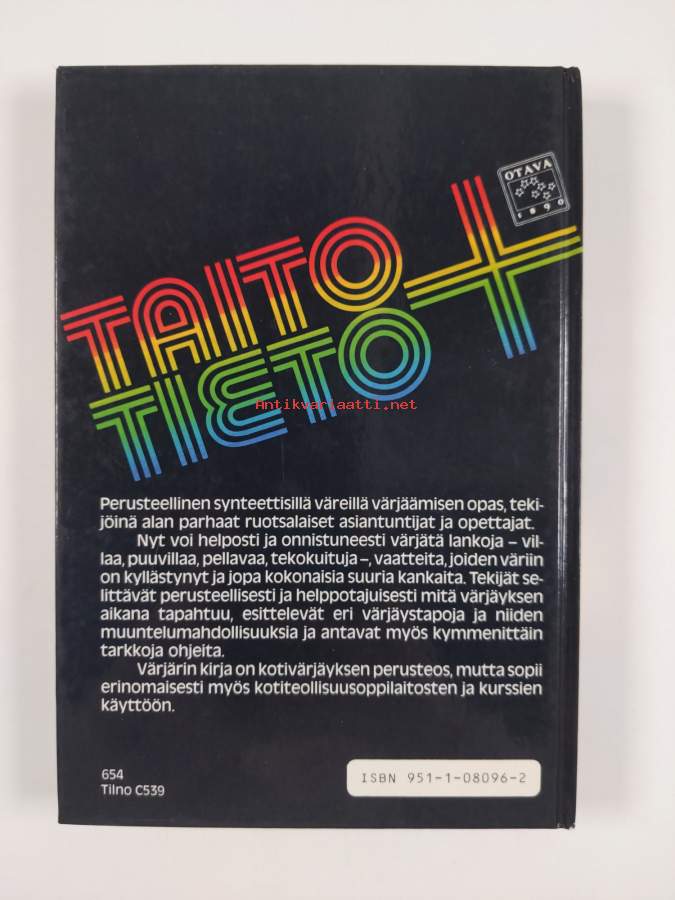 OTAVA
1890
TAITO
TIETO +
Antikvariaatti.net
Perusteellinen synteettisillä väreillä värjäämisen opas, teki-
jöinä alan parhaat ruotsalaiset asiantuntijat ja opettajat.
Nyt voi helposti ja onnistuneesti värjätä lankoja – vil-
laa, puuvillaa, pellavaa, tekokuituja –, vaatteita, joiden väriin
on kyllästynyt ja jopa kokonaisia suuria kankaita. Tekijät se-
littävät perusteellisesti ja helppotajuisesti mitä värjäyksen
aikana tapahtuu, esittelevät eri värjäystapoja ja niiden
muuntelumahdollisuuksia ja antavat myös kymmenittäin
tarkkoja ohjeita.
Värjärin kirja on kotivärjäyksen perusteos, mutta sopii
erinomaisesti myös kotiteollisuusoppilaitosten ja kurssien
käyttöön.
654
Tilno C539
ISBN 951-1-08096-2